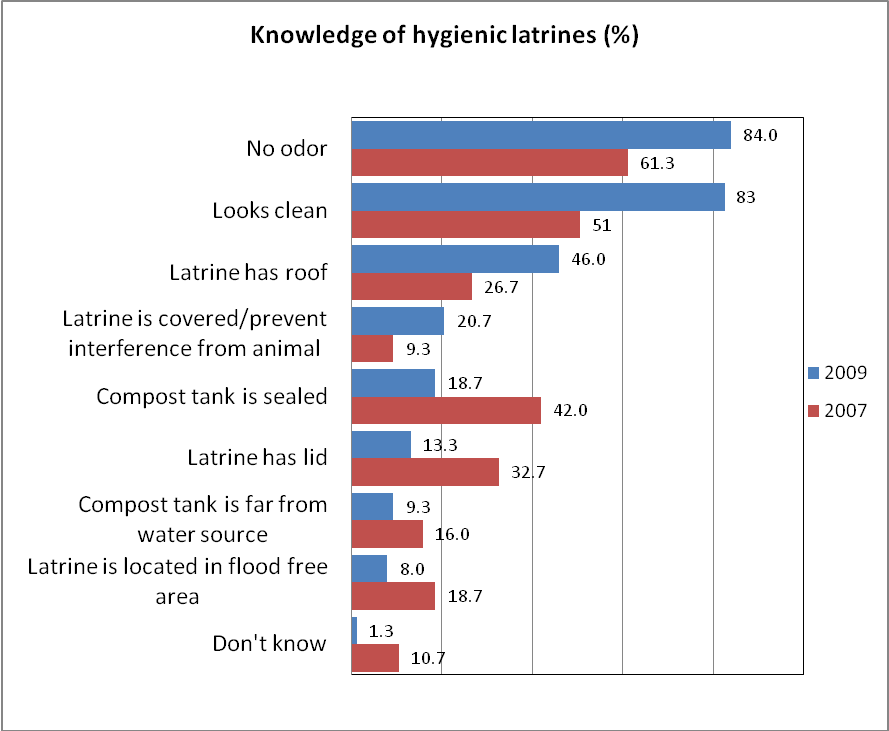 Knowledge of hygienic latrines (%)
No odor
84.0
61.3
Looks clean
83
51
Latrine has roof
46.0
26.7
Latrine is covered/prevent
interference from animal
20.7
9.3
Compost tank is sealed
18.7
42.0
Latrine has lid
13.3
32.7
Compost tank is far from
water source
9.3
16.0
Latrine is located in flood free
area
8.0
18.7
Don't know
1.3
10.7
2009
2007